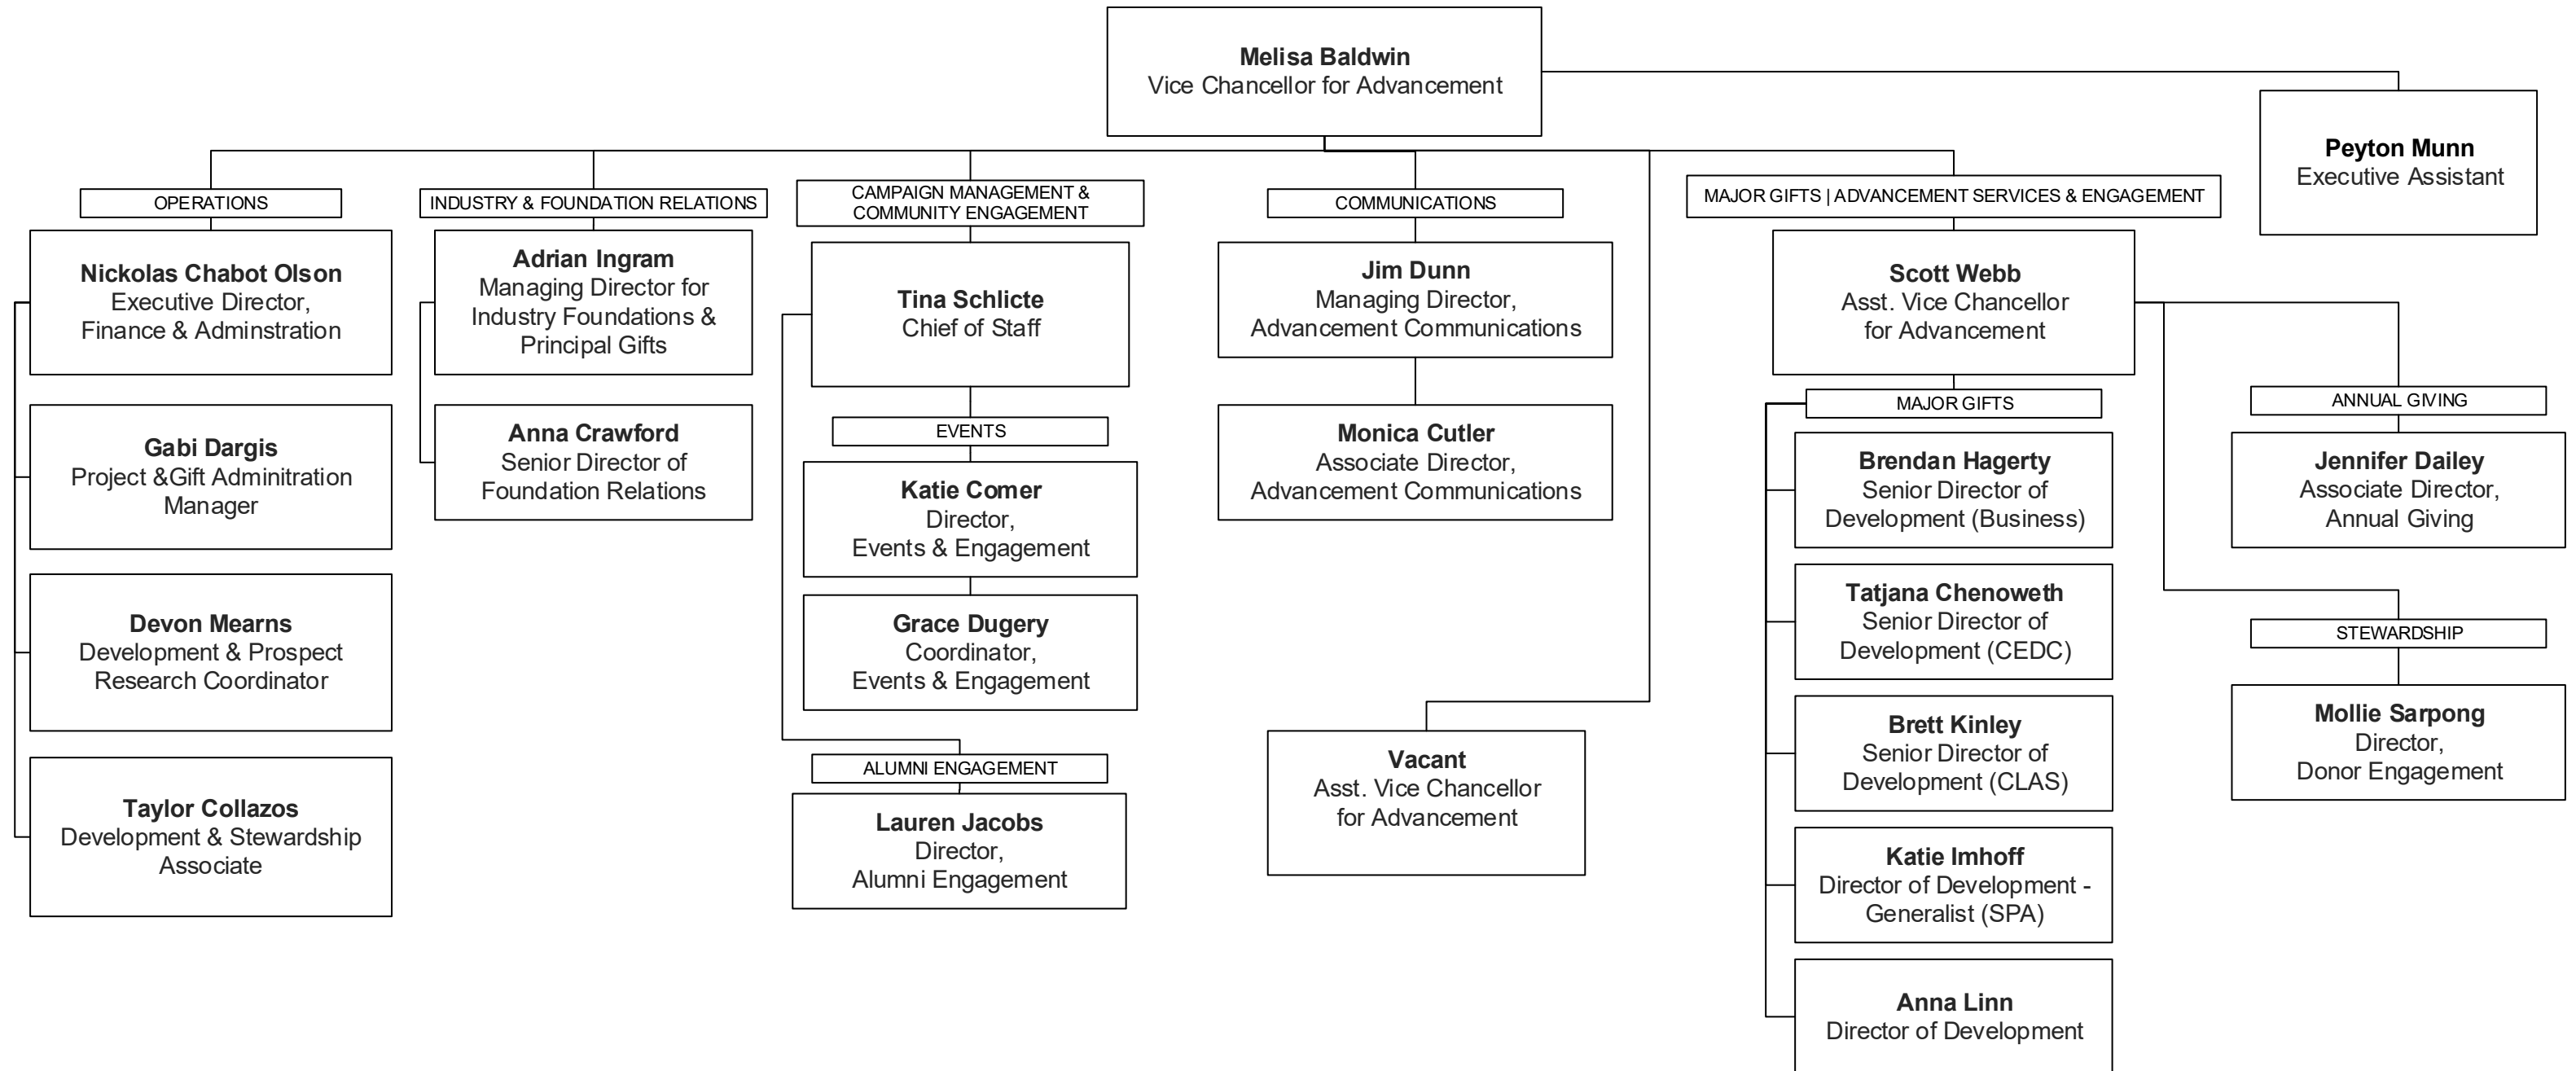 Melisa Baldwin
Vice Chancellor for Advancement
Peyton Munn
Executive Assistant
OPERATIONS
Nickolas Chabot Olson
Executive Director,
Finance & Adminstration
Gabi Dargis
Project &Gift Adminitration
Manager
Devon Mearns
Development & Prospect
Research Coordinator
Taylor Collazos
Development & Stewardship
Associate
INDUSTRY & FOUNDATION RELATIONS
Adrian Ingram
Managing Director for
Industry Foundations &
Principal Gifts
Anna Crawford
Senior Director of
Foundation Relations
CAMPAIGN MANAGEMENT &
COMMUNITY ENGAGEMENT
Tina Schlicte
Chief of Staff
EVENTS
Katie Comer
Director,
Events & Engagement
Grace Dugery
Coordinator,
Events & Engagement
ALUMNI ENGAGEMENT
Lauren Jacobs
Director,
Alumni Engagement
COMMUNICATIONS
Jim Dunn
Managing Director,
Advancement Communications
Monica Cutler
Associate Director,
Advancement Communications
Vacant
Asst. Vice Chancellor
for Advancement
MAJOR GIFTS | ADVANCEMENT SERVICES & ENGAGEMENT
Scott Webb
Asst. Vice Chancellor
for Advancement
MAJOR GIFTS
Brendan Hagerty
Senior Director of
Development (Business)
Tatjana Chenoweth
Senior Director of
Development (CEDC)
Brett Kinley
Senior Director of
Development (CLAS)
Katie Imhoff
Director of Development -
Generalist (SPA)
Anna Linn
Director of Development
ANNUAL GIVING
Jennifer Dailey
Associate Director,
Annual Giving
STEWARDSHIP
Mollie Sarpong
Director,
Donor Engagement